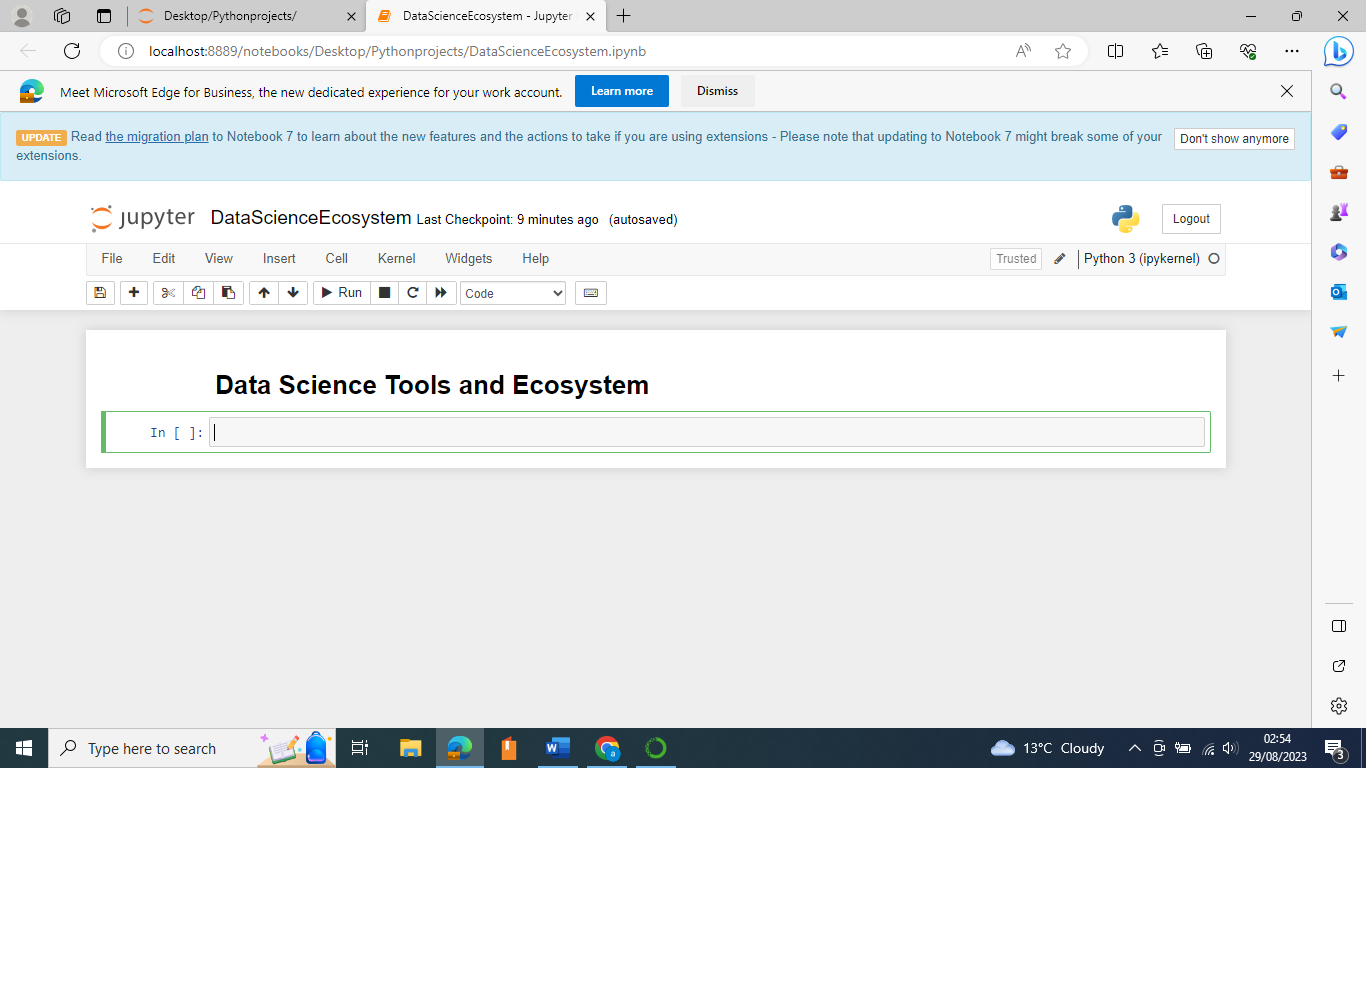 Desktop/Pythonprojects/
DataScienceEcosystem - Jupyter
localhost:8889/notebooks/Desktop/Pythonprojects/DataScienceEcosystem.ipynb
Meet Microsoft Edge for Business, the new dedicated experience for your work account. Learn more Dismiss
UPDATE Read the migration plan to Notebook 7 to learn about the new features and the actions to take if you are using extensions - Please note that updating to Notebook 7 might break some of your
extensions.
Don't show anymore
jupyter DataScienceEcosystem Last Checkpoint: 9 minutes ago (autosaved)
Logout
File Edit View Insert Cell Kernel Widgets Help
Trusted Python 3 (ipykernel)
Run Code
Data Science Tools and Ecosystem
In [ ]:
Type here to search
13°C Cloudy
02:54
29/08/2023
3